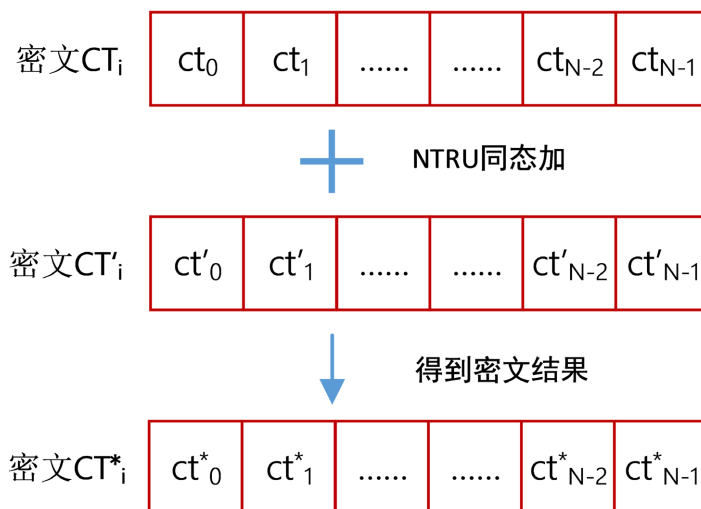 密文CTi ct0 ct1 ...... ...... ctN-2 ctN-1
NTRU同态加
密文CT'i ct'0 ct'1 ...... ...... ct'N-2 ct'N-1
得到密文结果
密文CT*i ct*0 ct*1 ...... ...... ct*N-2 ct*N-1